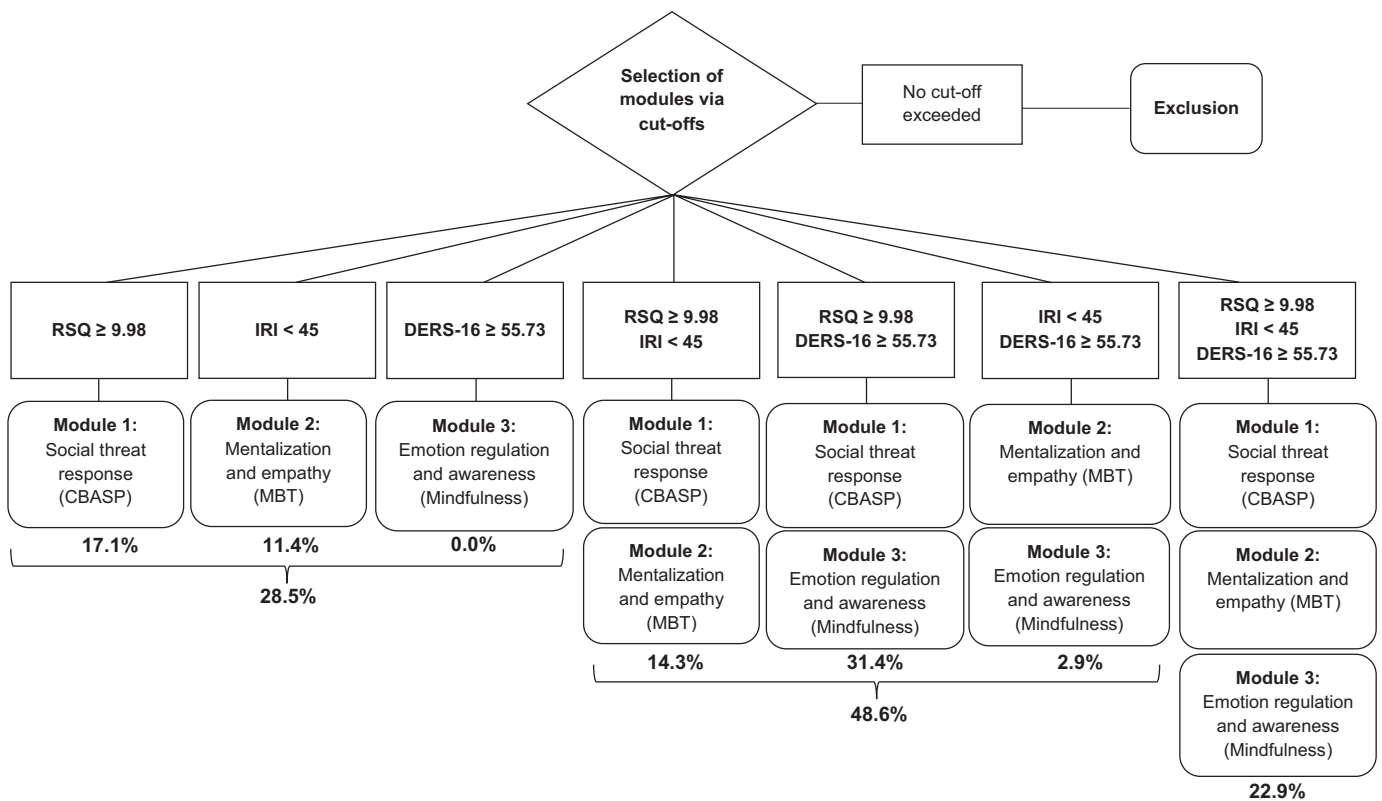 Selection of
modules via
cut-offs
No cut-off
exceeded
Exclusion
RSQ ≥ 9.98
IRI < 45
DERS-16 ≥ 55.73
RSQ ≥ 9.98
IRI < 45
RSQ ≥ 9.98
DERS-16 ≥ 55.73
IRI < 45
DERS-16 ≥ 55.73
RSQ ≥ 9.98
IRI < 45
DERS-16 ≥ 55.73
Module 1:
Social threat
response
(CBASP)
17.1%
Module 2:
Mentalization
and empathy
(MBT)
11.4%
Module 3:
Emotion regulation
and awareness
(Mindfulness)
0.0%
28.5%
Module 1:
Social threat
response
(CBASP)
Module 2:
Mentalization
and empathy
(MBT)
14.3%
Module 1:
Social threat
response
(CBASP)
Module 3:
Emotion regulation
and awareness
(Mindfulness)
31.4%
Module 2:
Mentalization and
empathy (MBT)
Module 3:
Emotion regulation
and awareness
(Mindfulness)
2.9%
48.6%
Module 1:
Social threat
response
(CBASP)
Module 2:
Mentalization and
empathy (MBT)
Module 3:
Emotion regulation
and awareness
(Mindfulness)
22.9%